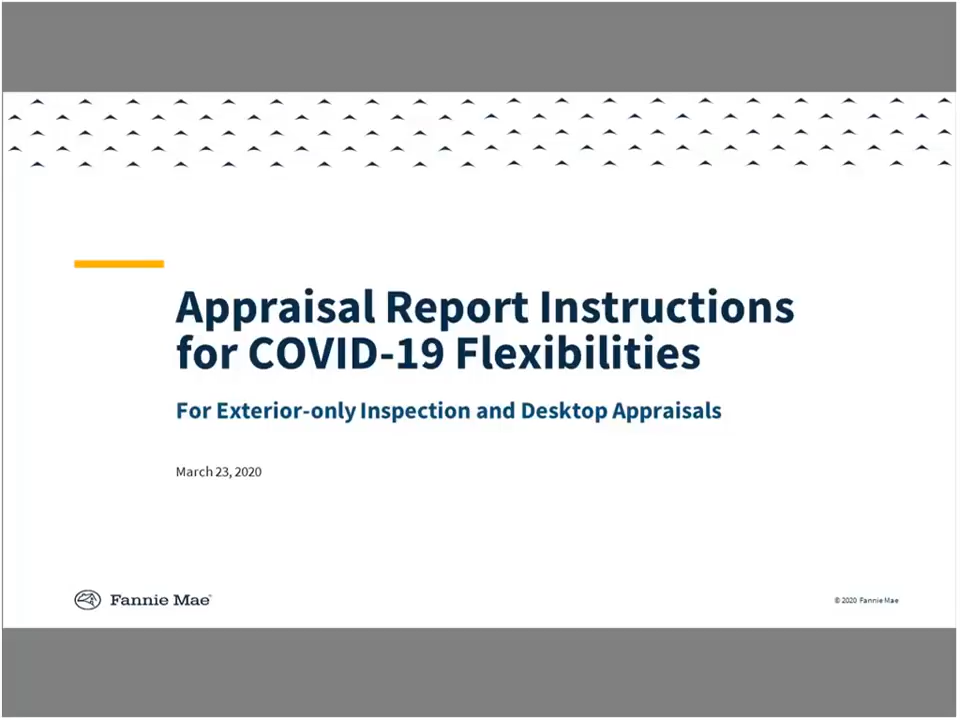 Appraisal Report Instructions
for COVID-19 Flexibilities
For Exterior-only Inspection and Desktop Appraisals
March 23, 2020
Fannie Mae®
© 2020 Fannie Mae